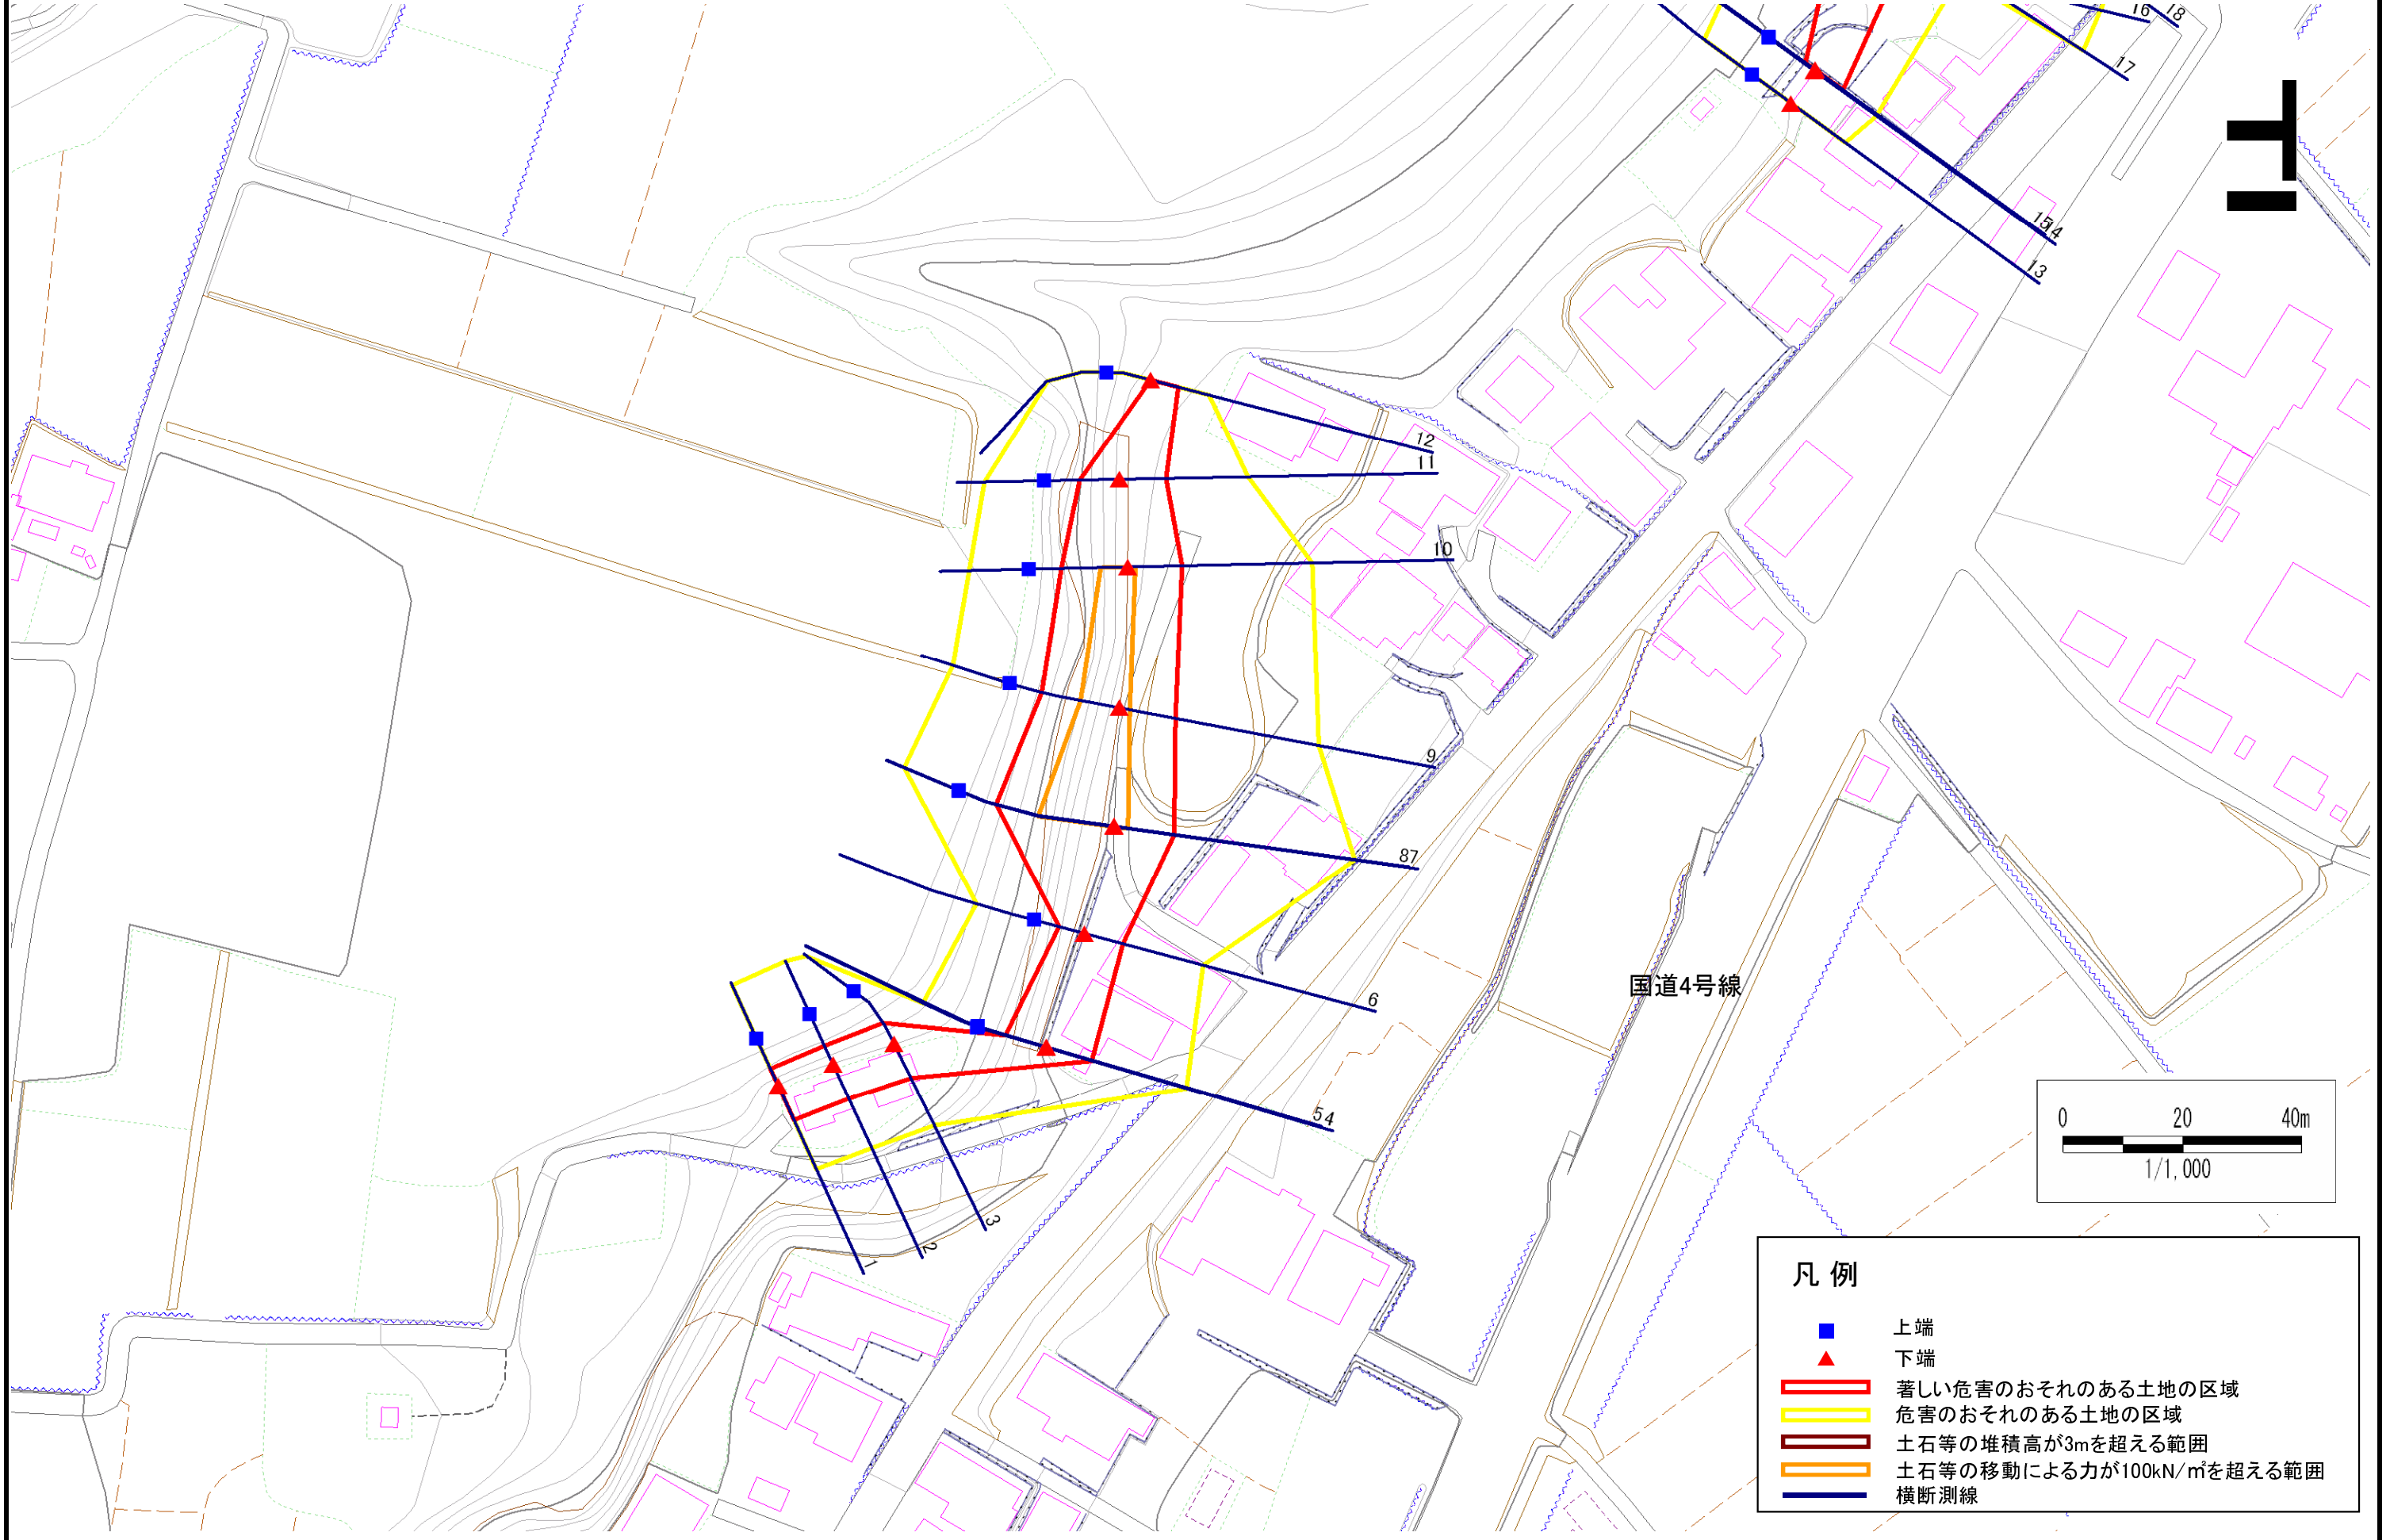 16
18
17
15
14
13
12
11
10
9
87
6
54
3
2
1
国道4号線
0 20 40m
1/1,000
凡 例
上端
下端
著しい危害のおそれのある土地の区域
危害のおそれのある土地の区域
土石等の堆積高が3mを超える範囲
土石等の移動による力が100kN/㎡を超える範囲
横断測線